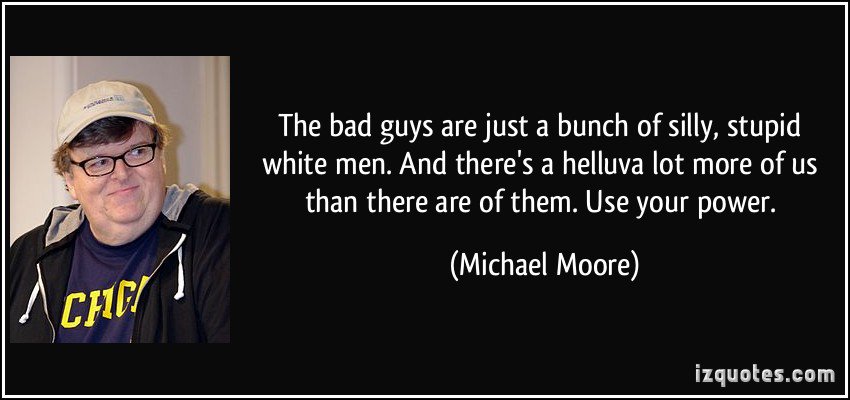 The bad guys are just a bunch of silly, stupid
white men. And there's a helluva lot more of us
than there are of them. Use your power.
(Michael Moore)
izquotes.com